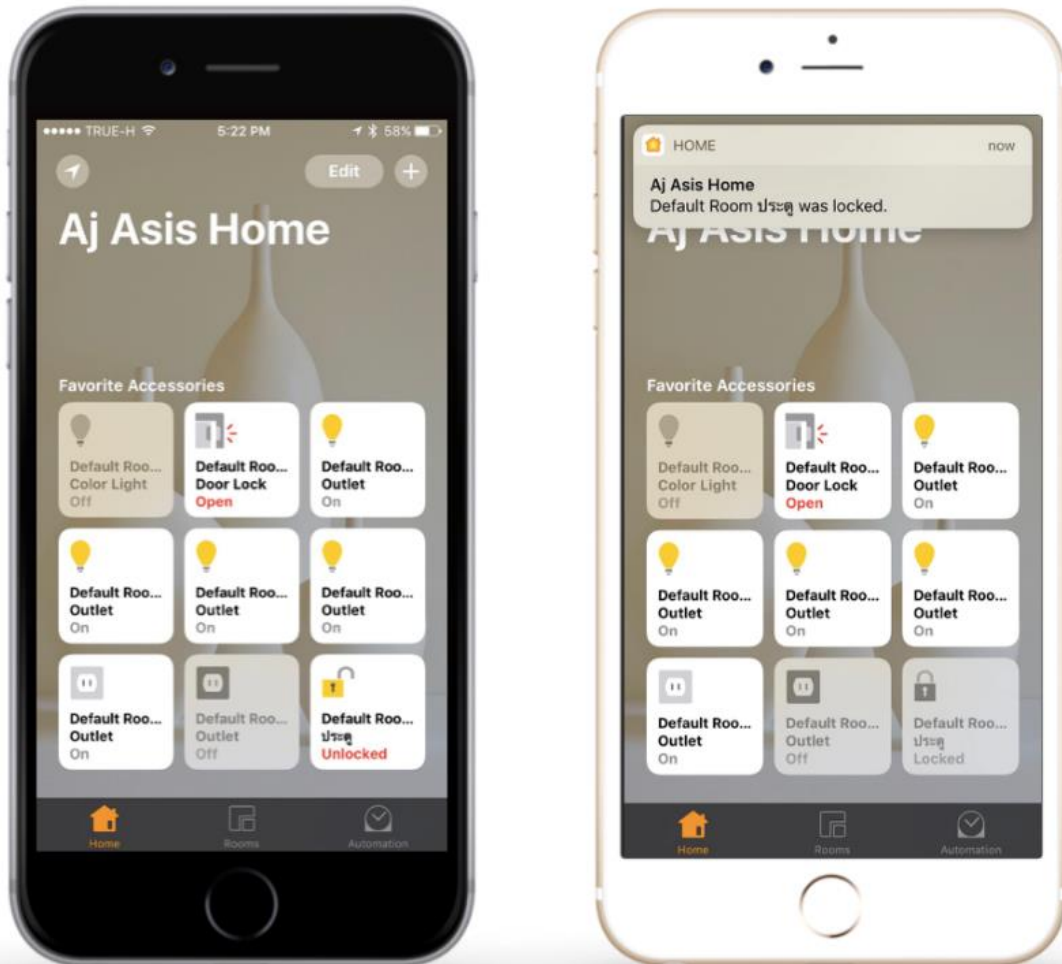 TRUE-H 5:22 PM 58%
Edit +
Aj Asis Home
Favorite Accessories
Default Roo...
Color Light
Off
Default Roo...
Door Lock
Open
Default Roo...
Outlet
On
Default Roo...
Outlet
On
Default Roo...
Outlet
On
Default Roo...
Outlet
On
Default Roo...
Outlet
On
Default Roo...
Outlet
Off
Default Roo...
ประตู
Unlocked
Home Rooms Automation
HOME now
Aj Asis Home
Default Room ประตู was locked.
Aj Asis Home
Favorite Accessories
Default Roo...
Color Light
Off
Default Roo...
Door Lock
Open
Default Roo...
Outlet
On
Default Roo...
Outlet
On
Default Roo...
Outlet
On
Default Roo...
Outlet
On
Default Roo...
Outlet
On
Default Roo...
Outlet
Off
Default Roo...
ประตู
Locked
Home Rooms Automation